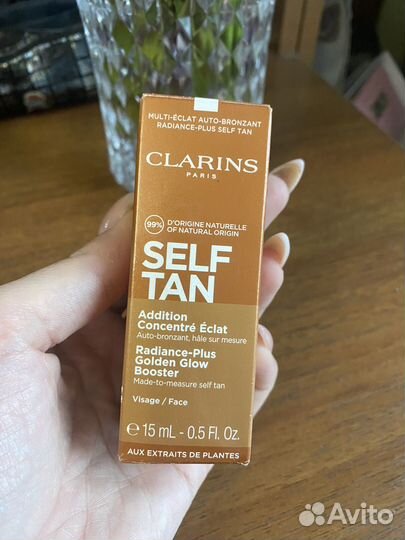 MULTI-ÉCLAT AUTO-BRONZANT
RADIANCE-PLUS SELF TAN
CLARINS
PARIS
99%
D'ORIGINE NATURELLE
OF NATURAL ORIGIN
SELF
TAN
Addition
Concentré Éclat
Auto-bronzant, hâle sur mesure
Radiance-Plus
Golden Glow
Booster
Made-to-measure self tan
Visage / Face
℮ 15 mL - 0.5 Fl. Oz.
AUX EXTRAITS DE PLANTES
Avito